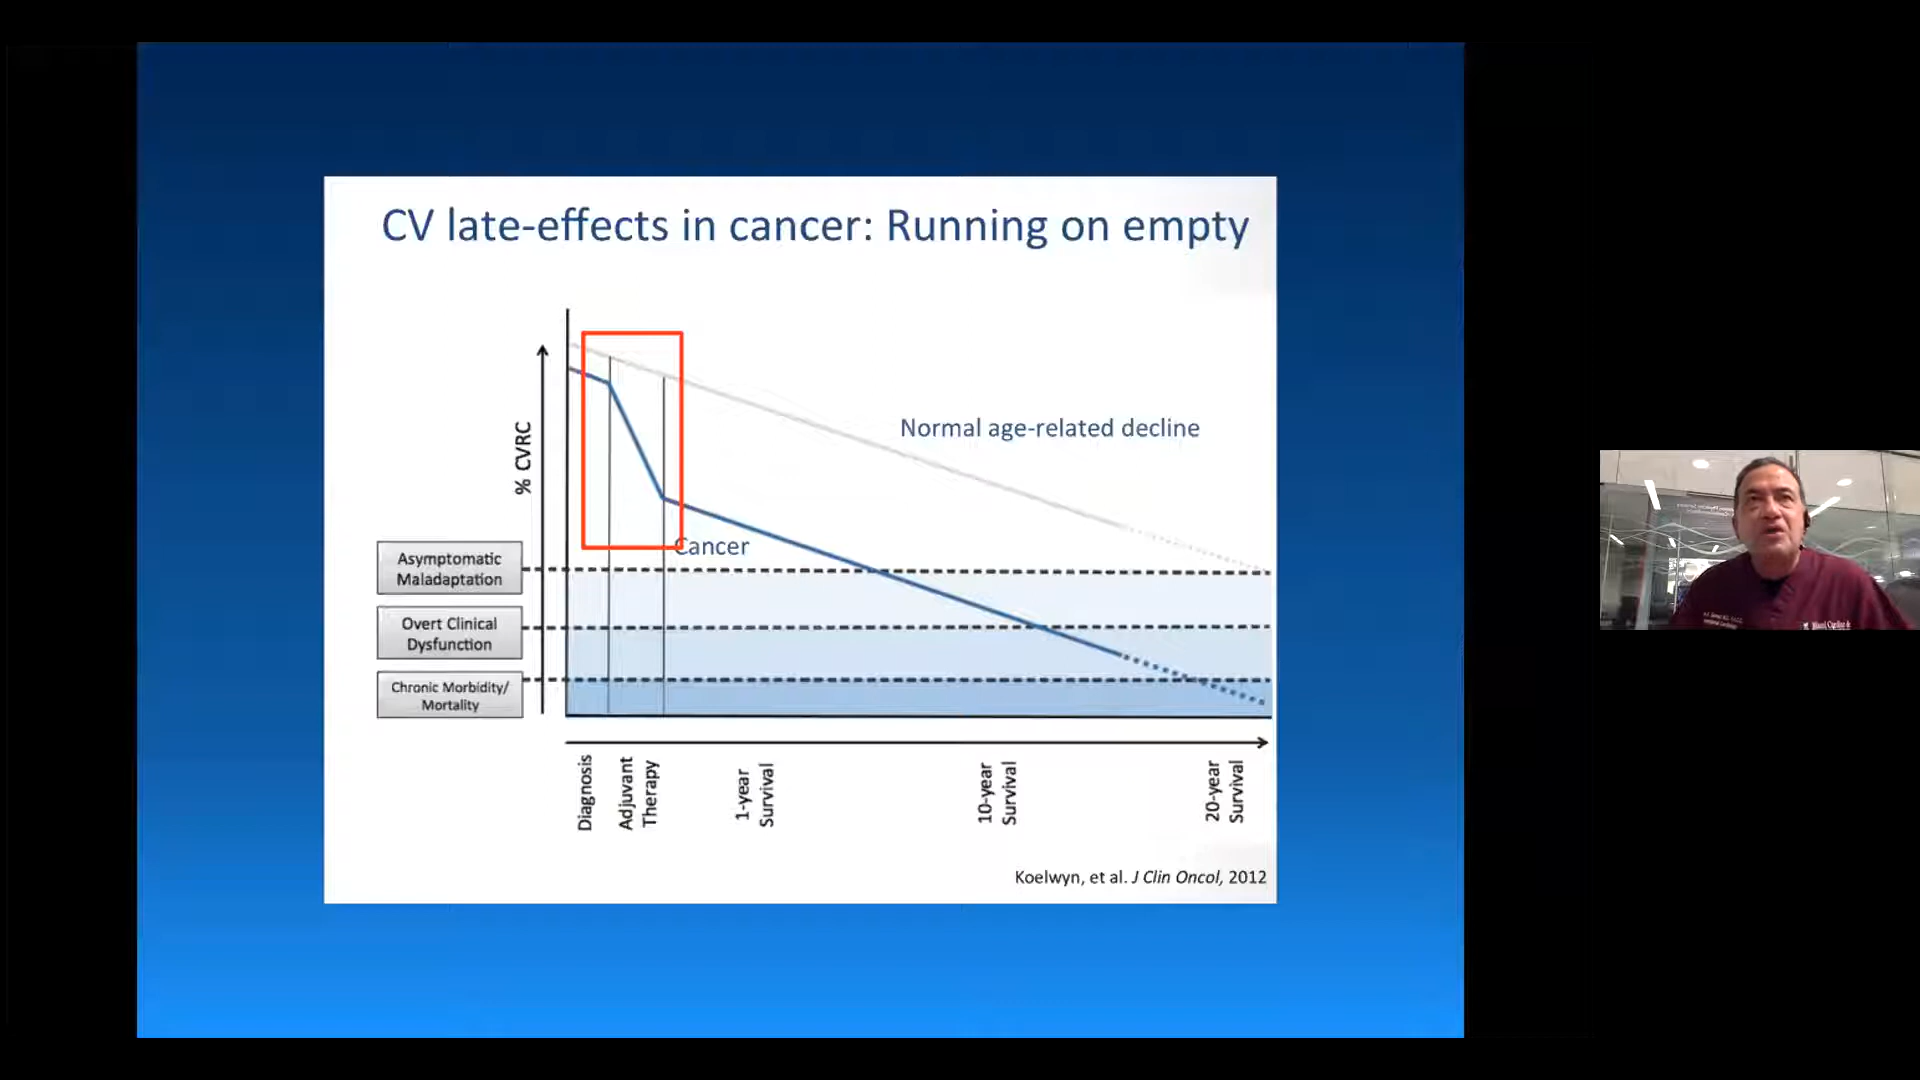 CV late-effects in cancer: Running on empty
% CVRC
Normal age-related decline
Cancer
Asymptomatic
Maladaptation
Overt Clinical
Dysfunction
Chronic Morbidity/
Mortality
Diagnosis
Adjuvant
Therapy
1-year
Survival
10-year
Survival
20-year
Survival
Koelwyn, et al. J Clin Oncol, 2012